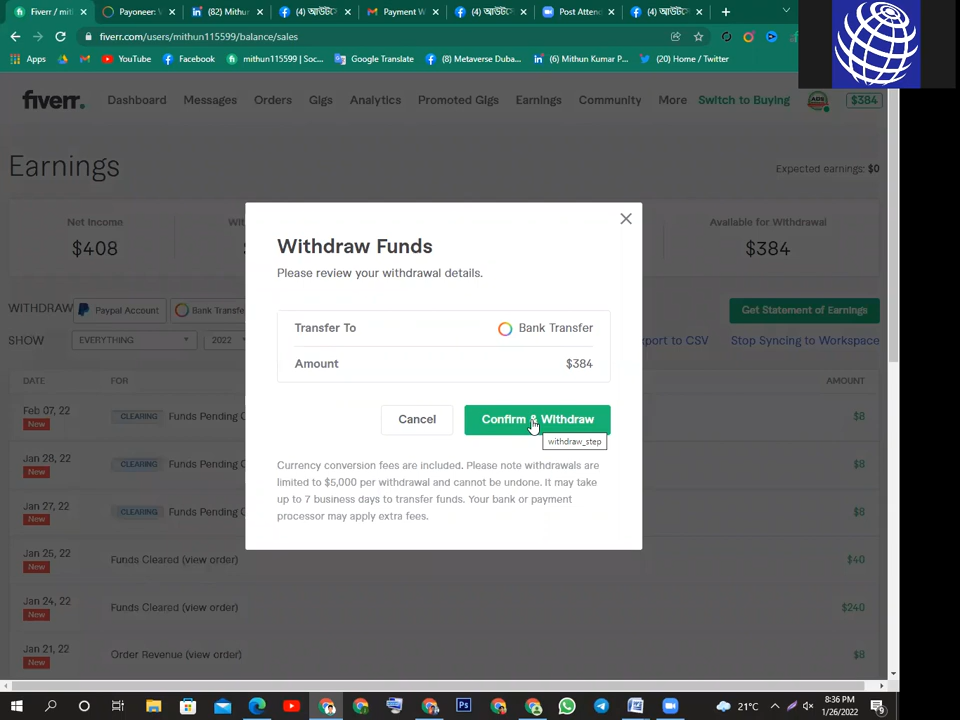 Fiverr / mith
Payoneer: V
(82) Mithun
(4) আউটসে
Payment W
(4) আউটসে
Post Attend
(4) আউটসে
fiverr.com/users/mithun115599/balance/sales
Apps
YouTube
Facebook
mithun115599 | Soc...
Google Translate
(8) Metaverse Duba...
(6) Mithun Kumar P...
(20) Home / Twitter
fiverr.
Dashboard
Messages
Orders
Gigs
Analytics
Promoted Gigs
Earnings
Community
More
Switch to Buying
$384
Earnings
Expected earnings: $0
Net Income
$408
Available for Withdrawal
$384
WITHDRAW
Paypal Account
Bank Transfe
Get Statement of Earnings
SHOW
EVERYTHING
2022
port to CSV
Stop Syncing to Workspace
DATE
FOR
AMOUNT
Feb 07, 22
New
CLEARING
Funds Pending C
$8
Jan 28, 22
New
CLEARING
Funds Pending C
$8
Jan 27, 22
New
CLEARING
Funds Pending C
$8
Jan 25, 22
New
Funds Cleared (view order)
$40
Jan 24, 22
New
Funds Cleared (view order)
$240
Jan 21, 22
New
Order Revenue (view order)
$8
Withdraw Funds
Please review your withdrawal details.
Transfer To
Bank Transfer
Amount
$384
Cancel
Confirm & Withdraw
withdraw_step
Currency conversion fees are included. Please note withdrawals are
limited to $5,000 per withdrawal and cannot be undone. It may take
up to 7 business days to transfer funds. Your bank or payment
processor may apply extra fees.
21°C
8:36 PM
1/26/2022